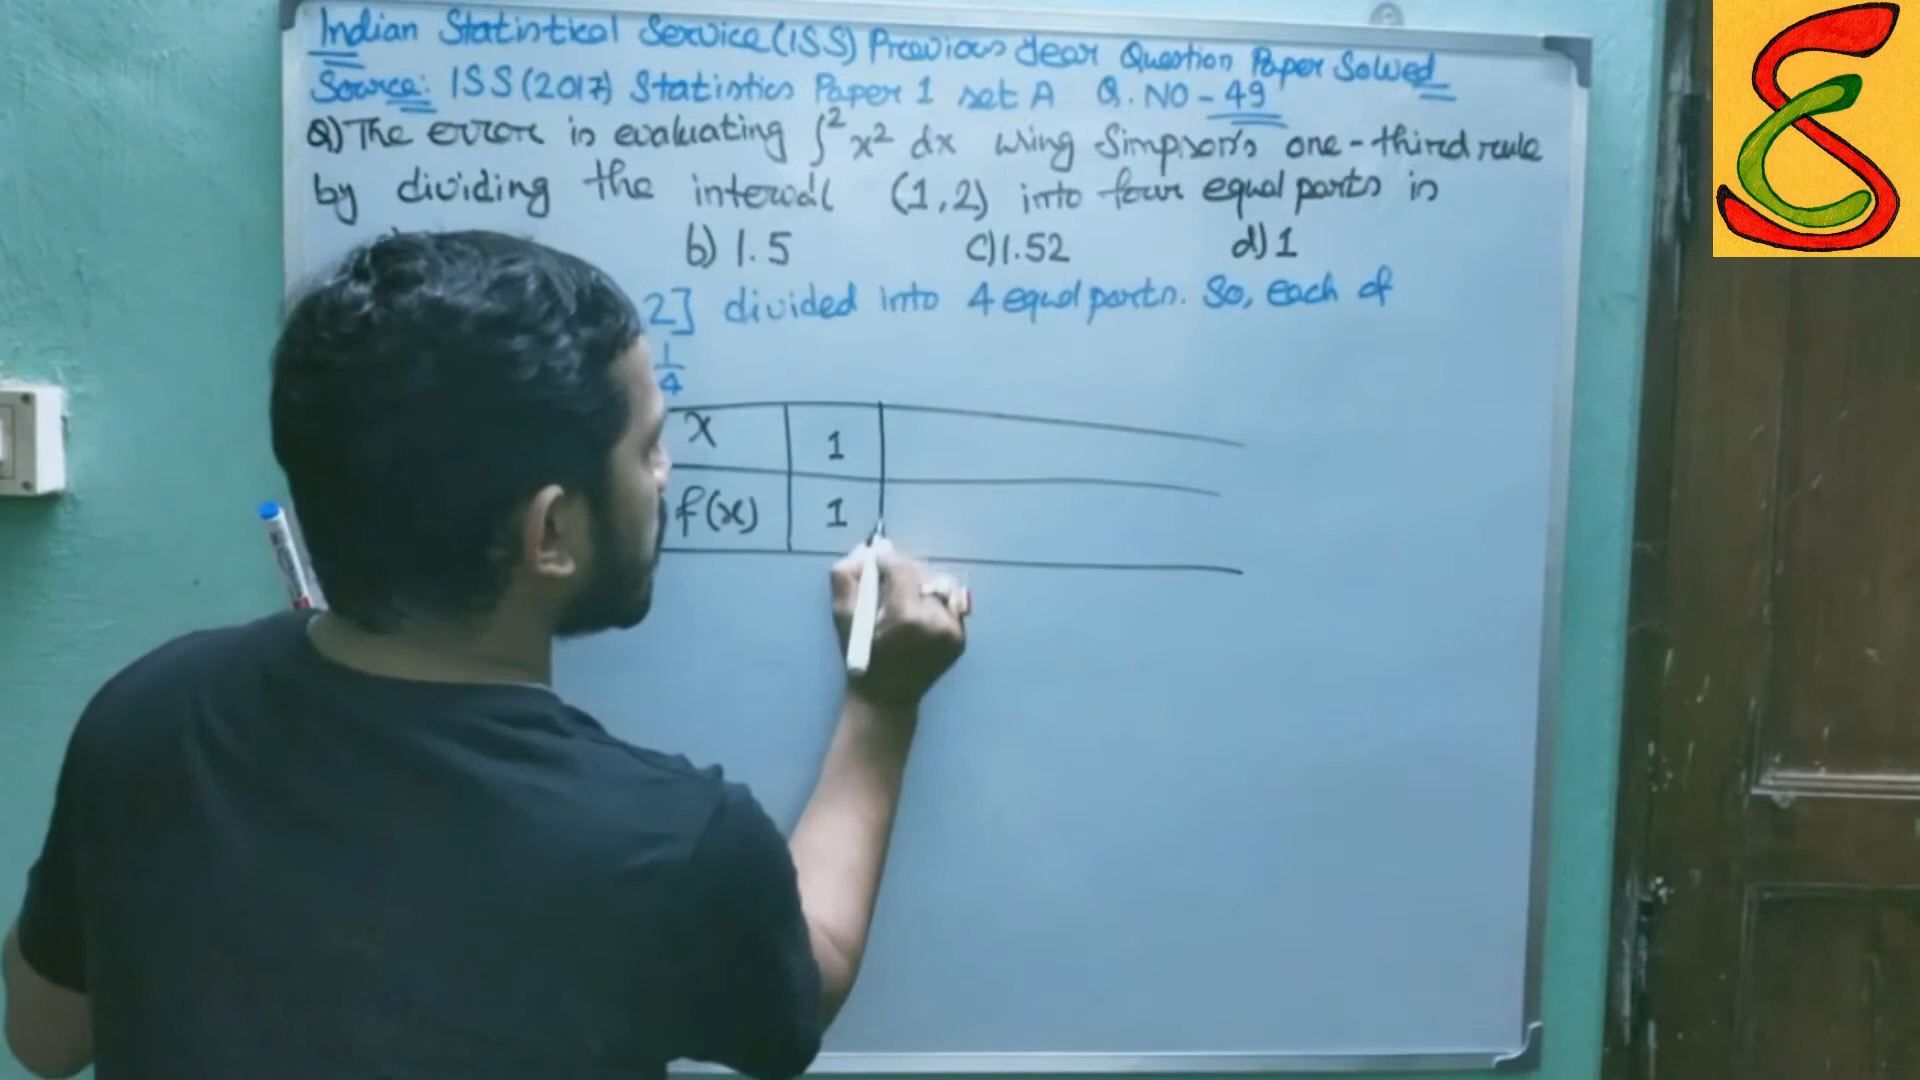 Indian Statistical Service (ISS) Previous Year Question Paper Solved
Source: ISS (2017) Statistics Paper 1 set A Q. NO - 49
Q) The error is evaluating ∫² x² dx using Simpson's one-third rule
by dividing the interval (1,2) into four equal parts is
b) 1.5 c) 1.52 d) 1
2] divided into 4 equal parts. So, each of
1/4
x 1
f(x) 1